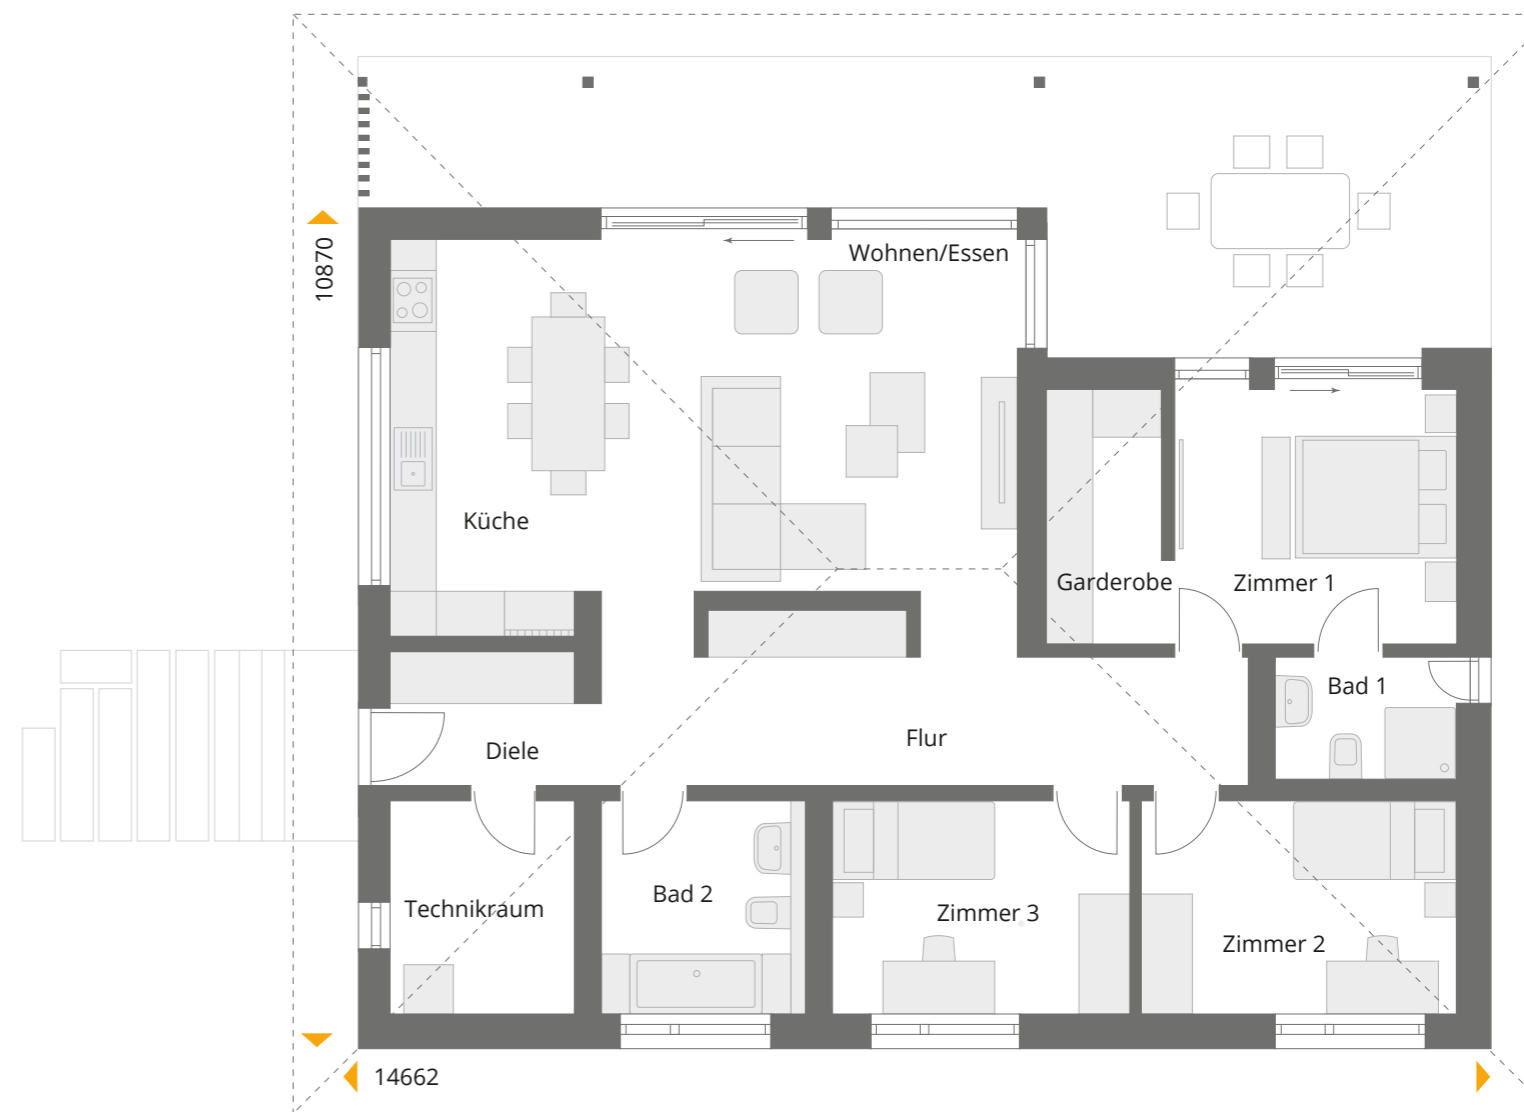 10870
Wohnen/Essen
Küche
Garderobe
Zimmer 1
Bad 1
Diele
Flur
Technikraum
Bad 2
Zimmer 3
Zimmer 2
14662